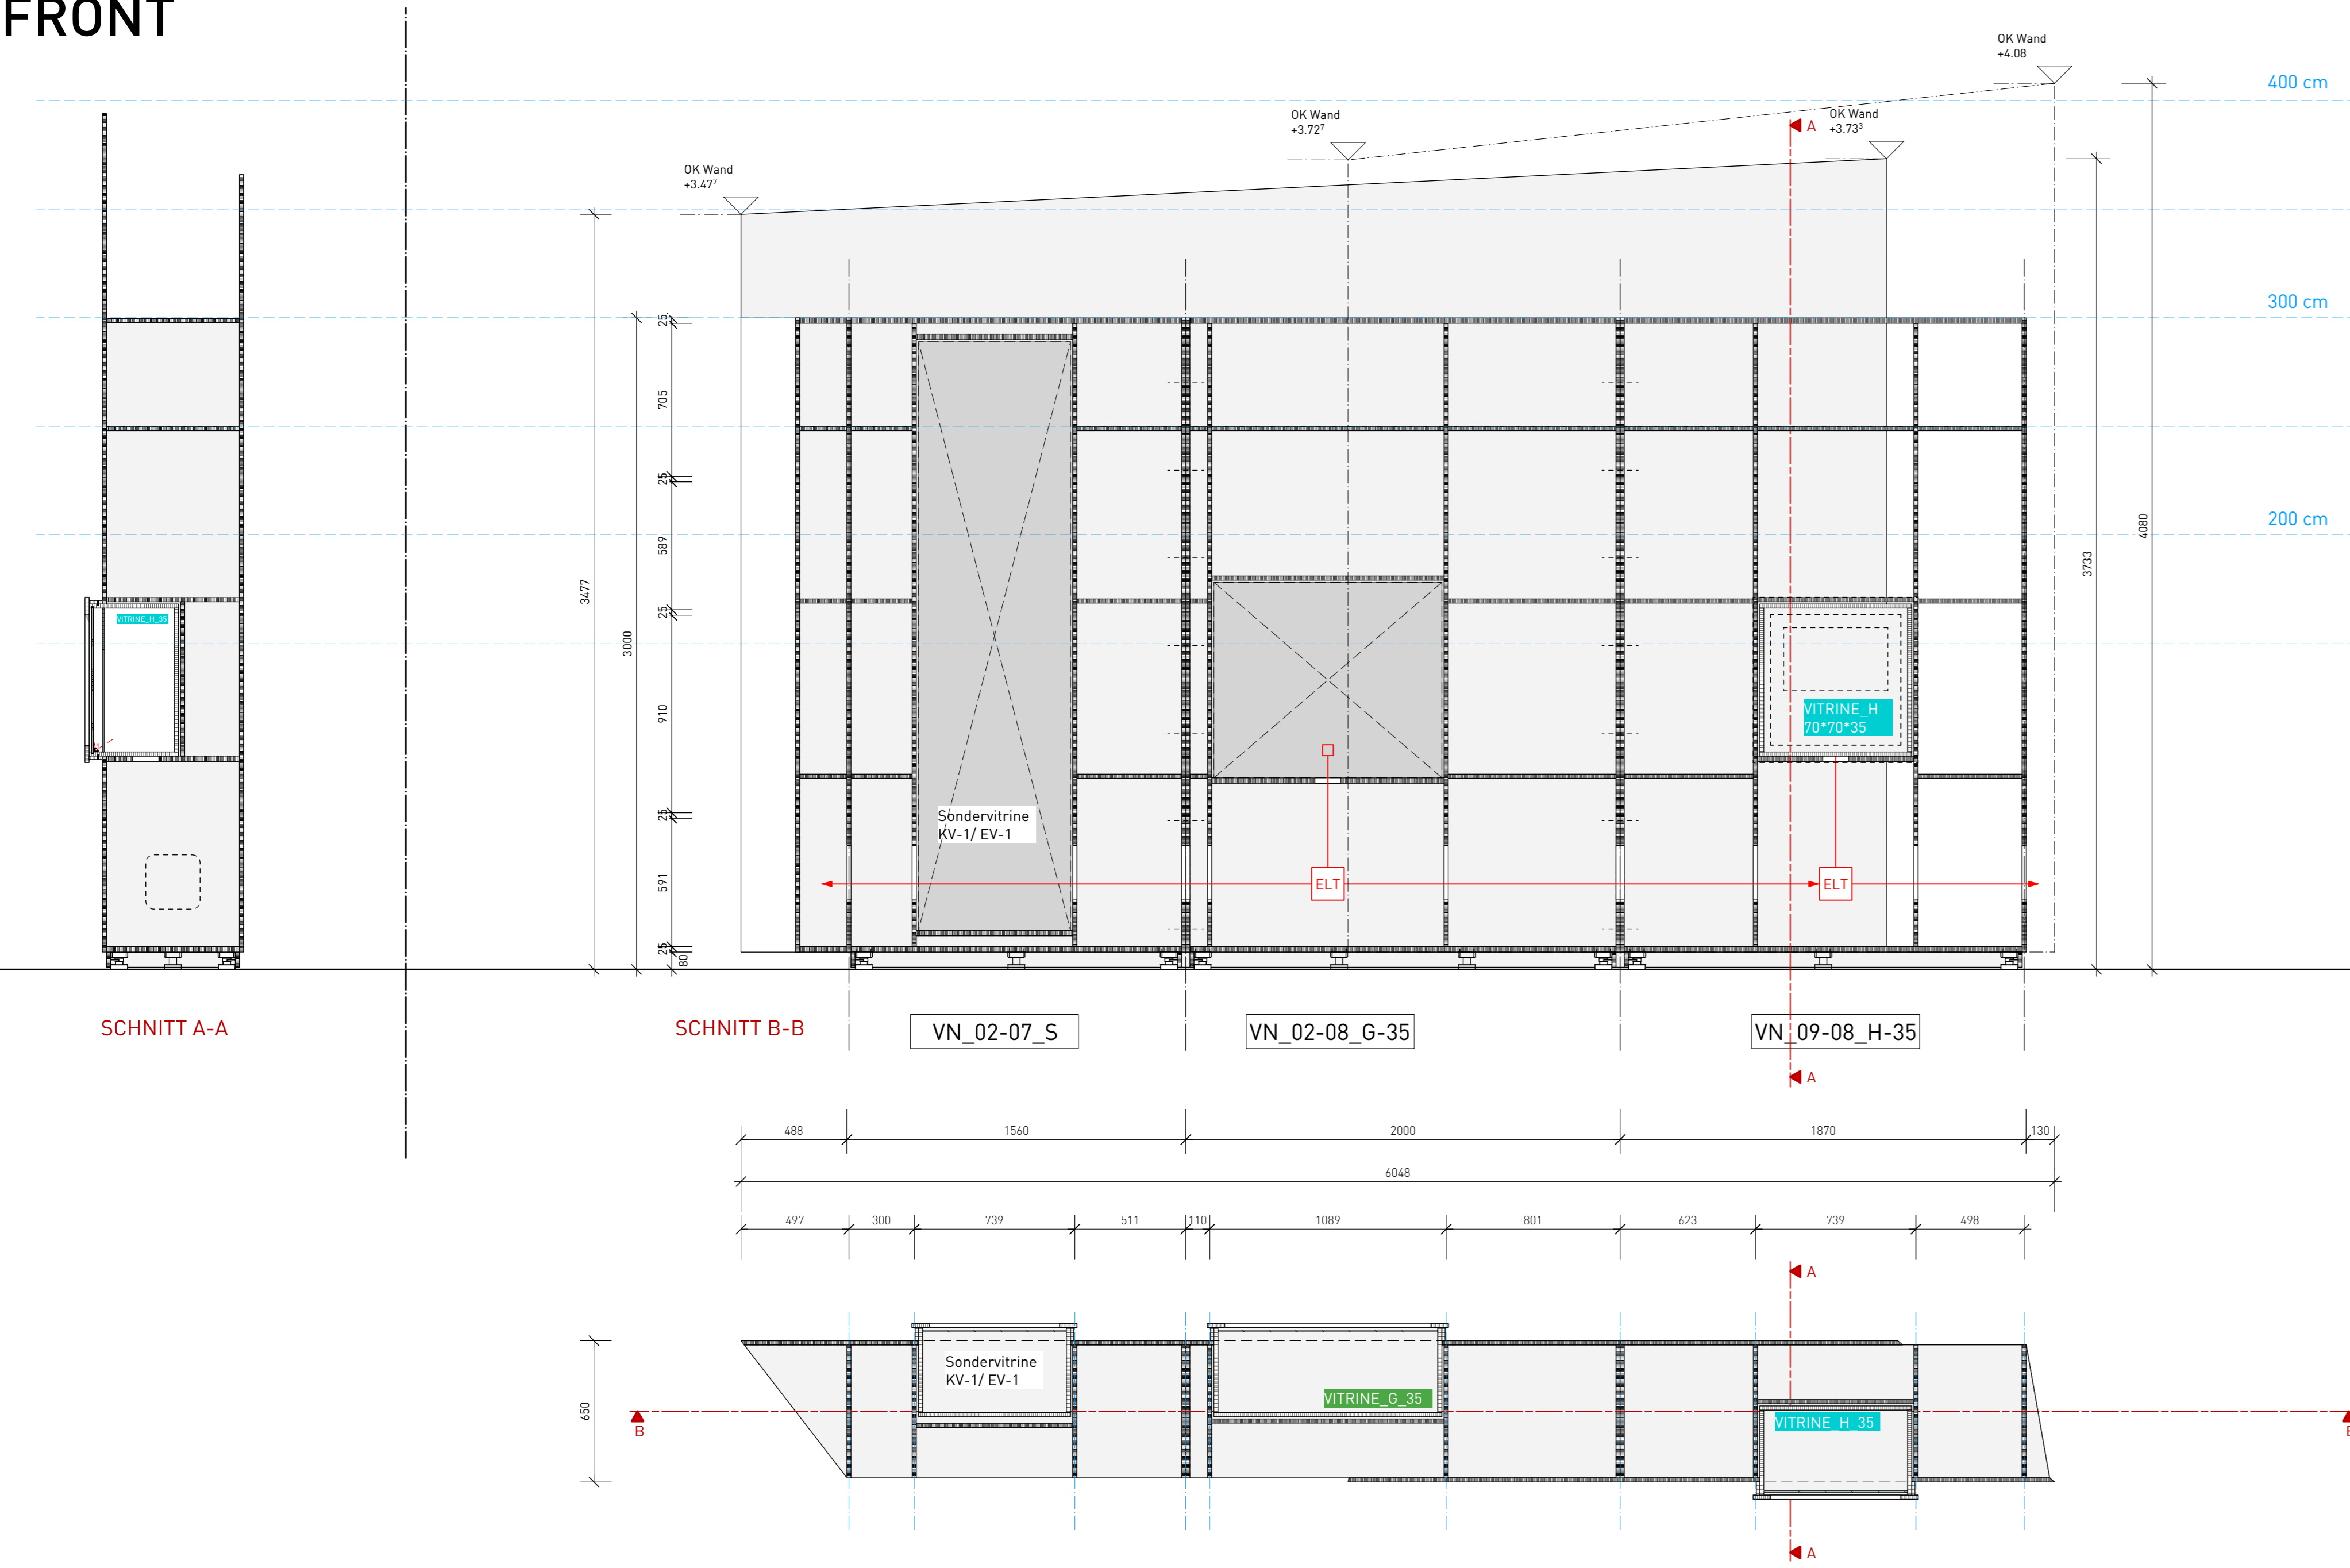 FRONT
OK Wand
+4.08
400 cm
OK Wand
+3.72⁷
OK Wand
+3.73³
A
OK Wand
+3.47⁷
300 cm
25
705
25
200 cm
589
4080
3733
3477
25
3000
VITRINE_H_35
910
VITRINE_H
70*70*35
25
Sondervitrine
KV-1/ EV-1
591
ELT
ELT
25
80
SCHNITT A-A
SCHNITT B-B
VN_02-07_S
VN_02-08_G-35
VN_09-08_H-35
A
488
1560
2000
1870
130
6048
497
300
739
511
110
1089
801
623
739
498
A
Sondervitrine
KV-1/ EV-1
VITRINE_G_35
650
VITRINE_H_35
B
A